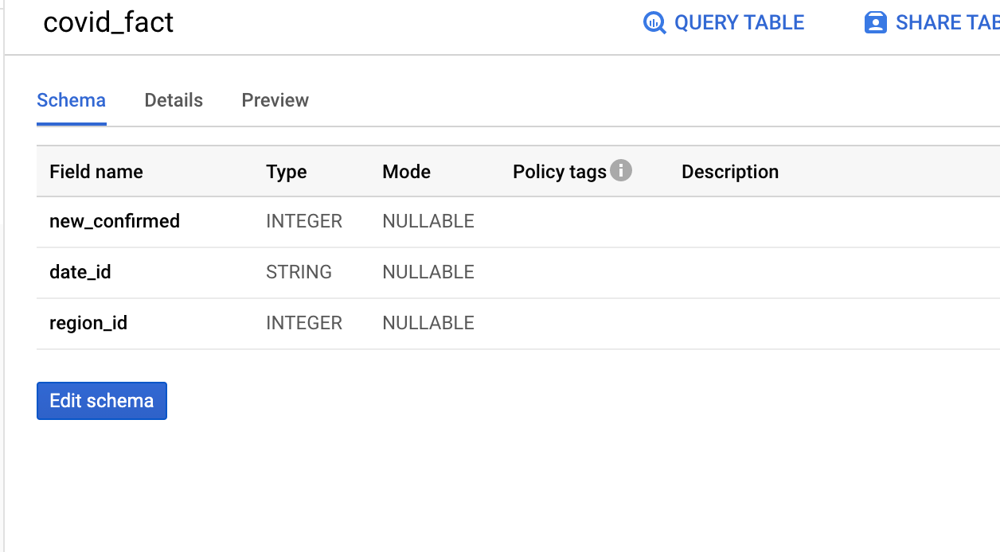 covid_fact QUERY TABLE SHARE TAB
Schema Details Preview
Field name Type Mode Policy tags Description
new_confirmed INTEGER NULLABLE
date_id STRING NULLABLE
region_id INTEGER NULLABLE
Edit schema